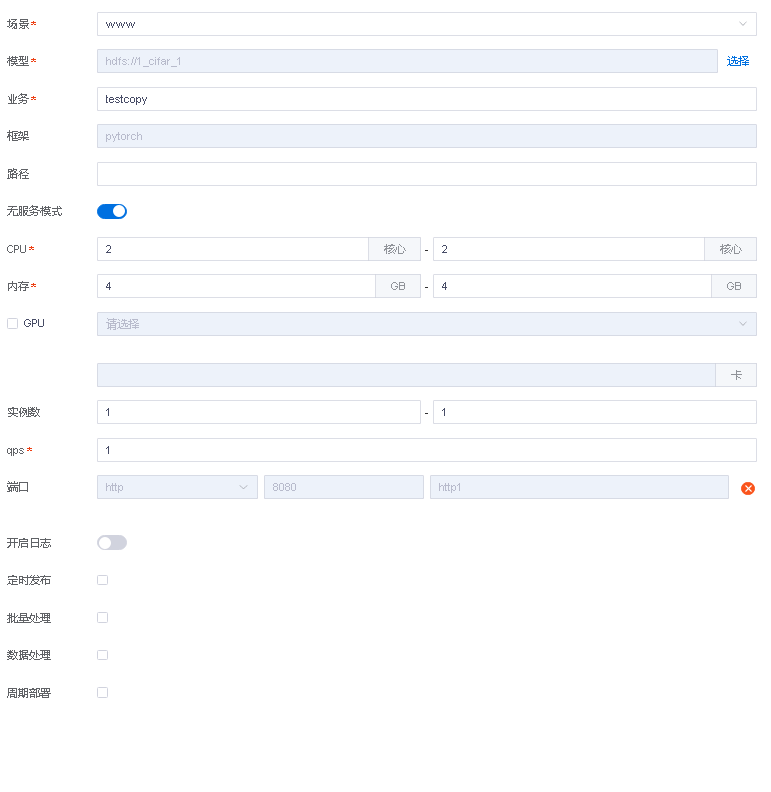 场景*
www
模型*
hdfs://1_cifar_1
选择
业务*
testcopy
框架
pytorch
路径
无服务模式
CPU*
2 核心 - 2 核心
内存*
4 GB - 4 GB
GPU
请选择
卡
实例数
1 - 1
qps*
1
端口
http 8080 http1
开启日志
定时发布
批量处理
数据处理
周期部署